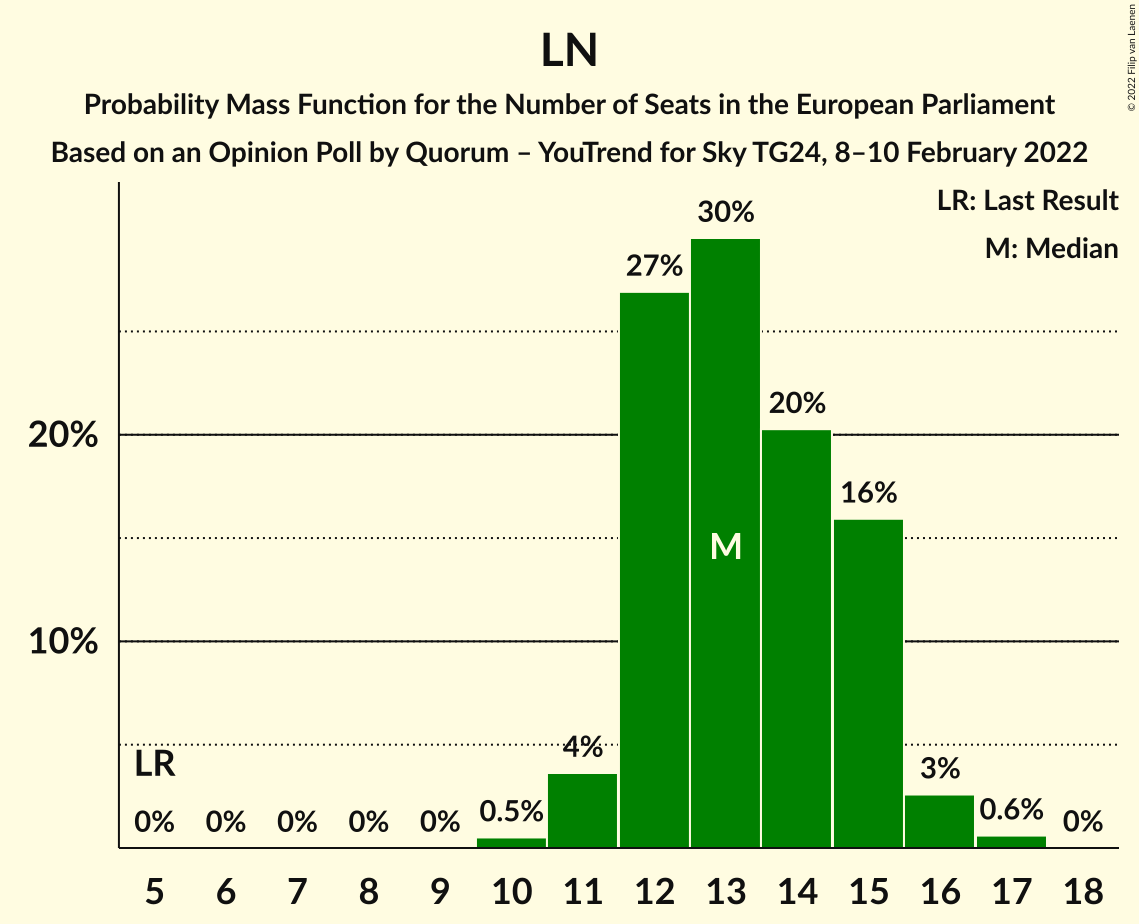 LN
Probability Mass Function for the Number of Seats in the European Parliament
Based on an Opinion Poll by Quorum – YouTrend for Sky TG24, 8–10 February 2022
© 2022 Filip van Laenen
LR: Last Result
M: Median
30%
27%
20%
20%
16%
M
10%
4%
LR
3%
0% 0% 0% 0% 0% 0.5% 0.6% 0%
5 6 7 8 9 10 11 12 13 14 15 16 17 18